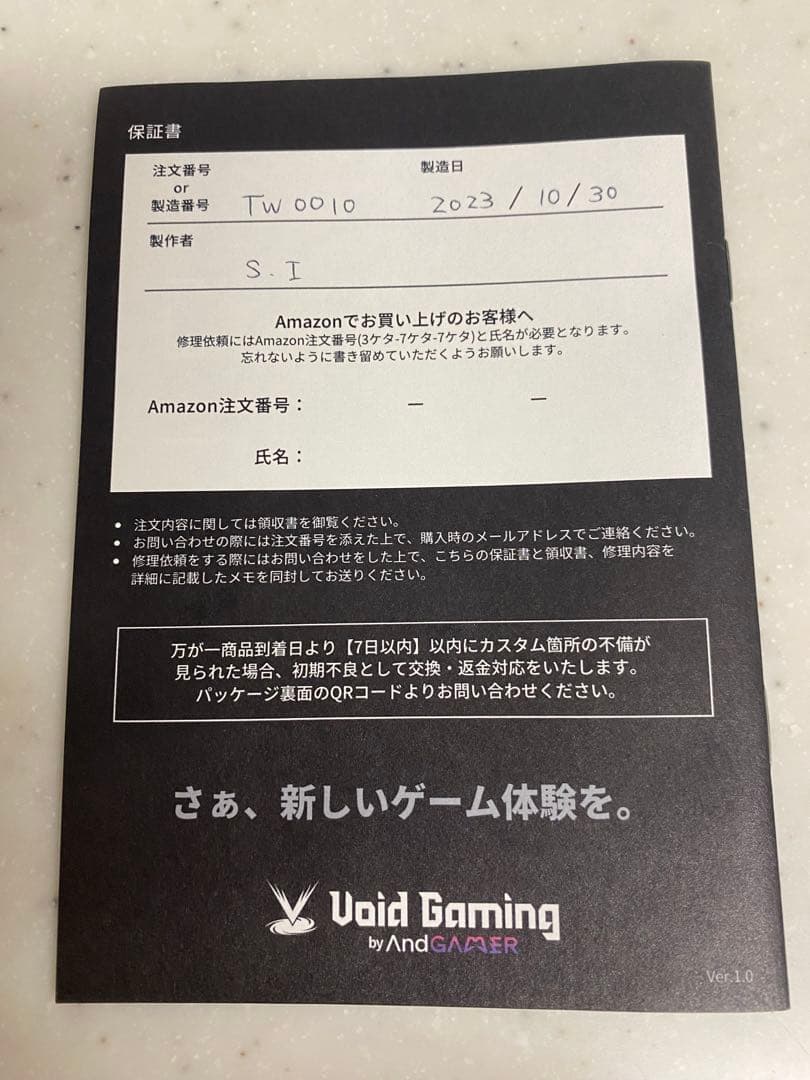 保証書
注文番号 製造日
or
製造番号 TW0010 2023/10/30
製作者
S.I
Amazonでお買い上げのお客様へ
修理依頼にはAmazon注文番号(3ケタ-7ケタ-7ケタ)と氏名が必要となります。
忘れないように書き留めていただくようお願いします。
Amazon注文番号： ー ー
氏名：
• 注文内容に関しては領収書を御覧ください。
• お問い合わせの際には注文番号を添えた上で、購入時のメールアドレスでご連絡ください。
• 修理依頼をする際にはお問い合わせをした上で、こちらの保証書と領収書、修理内容を
詳細に記載したメモを同封してお送りください。
万が一商品到着日より【7日以内】以内にカスタム箇所の不備が
見られた場合、初期不良として交換・返金対応をいたします。
パッケージ裏面のQRコードよりお問い合わせください。
さぁ、新しいゲーム体験を。
Void Gaming
by AndGAMER
Ver.1.0